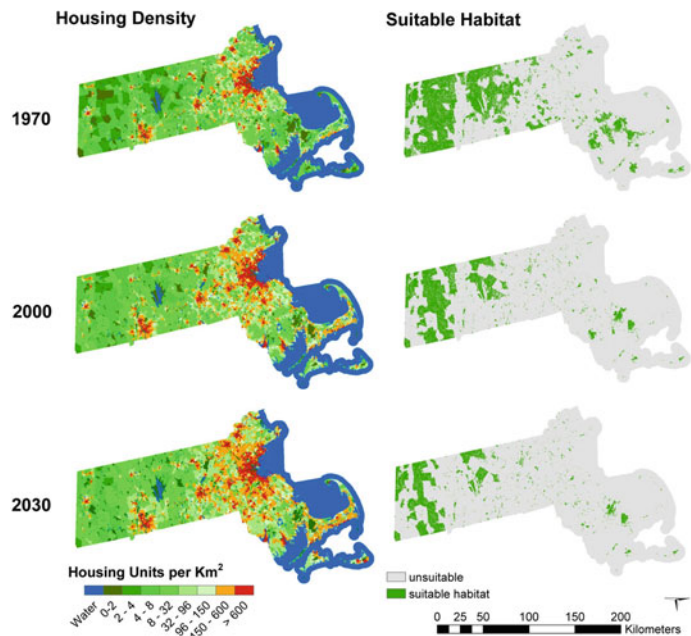 Housing Density
Suitable Habitat
1970
2000
2030
Housing Units per Km²
Water
0-2
2 - 4
4 - 8
8 - 32
32 - 96
96 - 150
150 - 600
> 600
unsuitable
suitable habitat
0 25 50 100 150 200
Kilometers